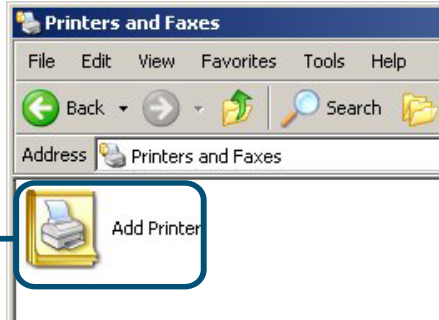 Printers and Faxes
File Edit View Favorites Tools Help
Back Search
Address Printers and Faxes
Add Printer